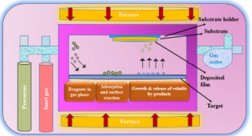 Furnace
Substrate holder
Substrate
Gas
outlet
Precursor
Inert gas
Reagents in
gas phase
Adsorption and
surface
reaction
Growth & release of volatile
by-products
Deposited
film
Target
Furnace